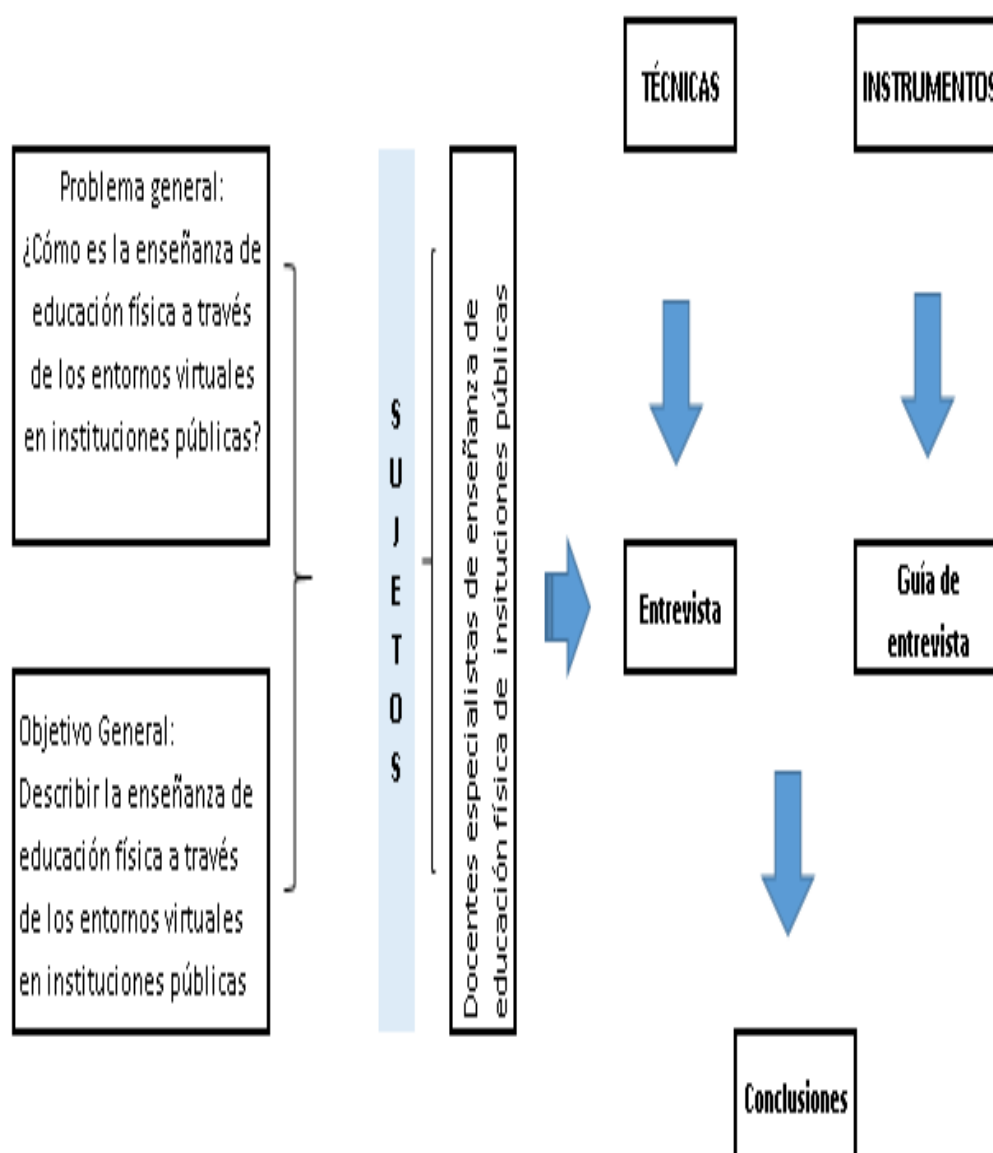 TÉCNICAS
INSTRUMENTOS
Problema general:
¿Cómo es la enseñanza de
educación física a través
de los entornos virtuales
en instituciones públicas?
Objetivo General:
Describir la enseñanza de
educación física a través
de los entornos virtuales
en instituciones públicas
SUJETOS
Docentes especialistas de enseñanza de
educación física de insituciones públicas
Entrevista
Guía de
entrevista
Conclusiones